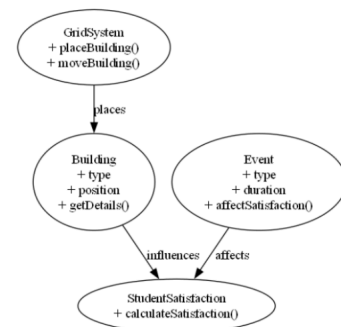 GridSystem
+ placeBuilding()
+ moveBuilding()
places
Building
+ type
+ position
+ getDetails()
Event
+ type
+ duration
+ affectSatisfaction()
influences
affects
StudentSatisfaction
+ calculateSatisfaction()